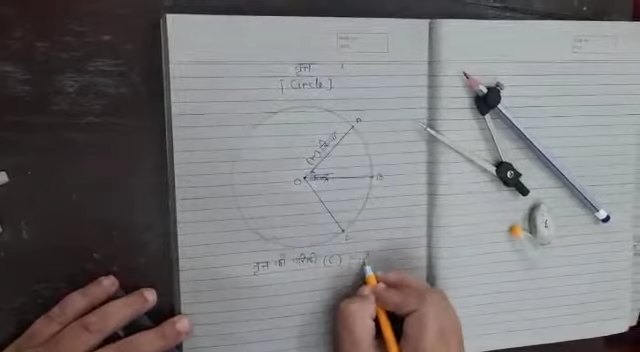 वृत्त
[Circle]
A
(r) त्रिज्या
O केन्द्र B
C
वृत्त की परिधि (C) =